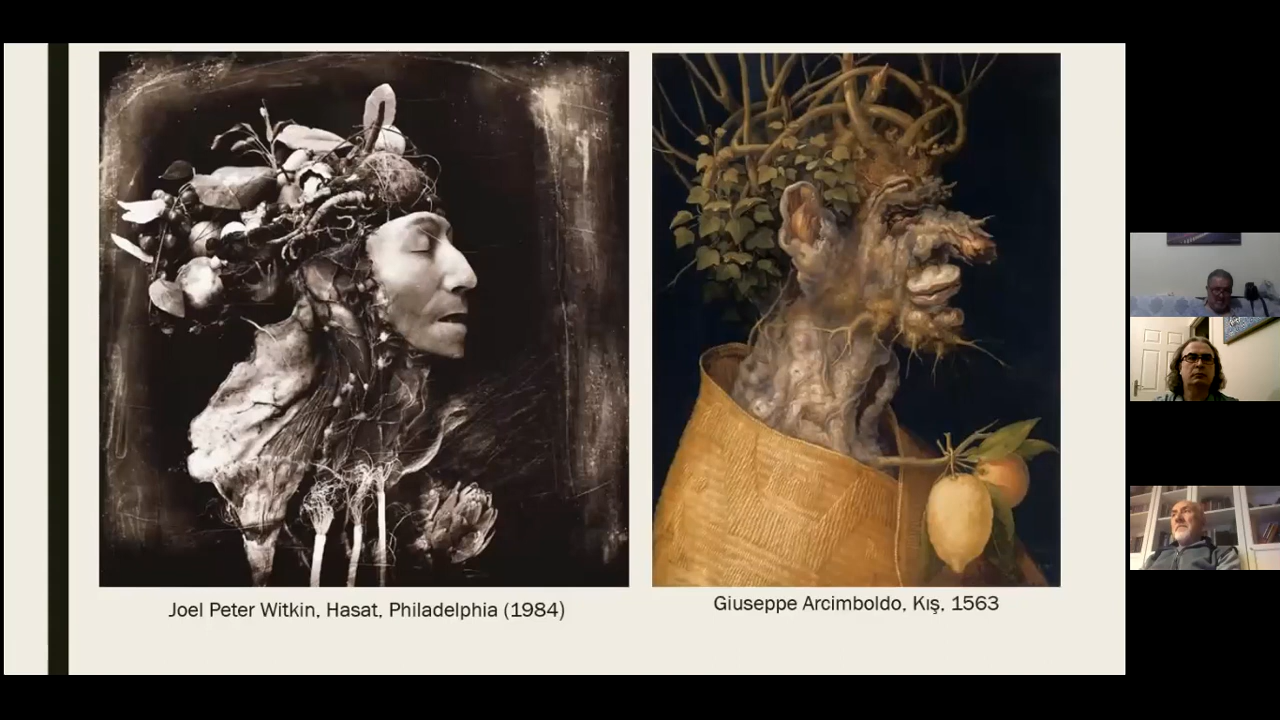 Joel Peter Witkin, Hasat, Philadelphia (1984)
Giuseppe Arcimboldo, Kış, 1563